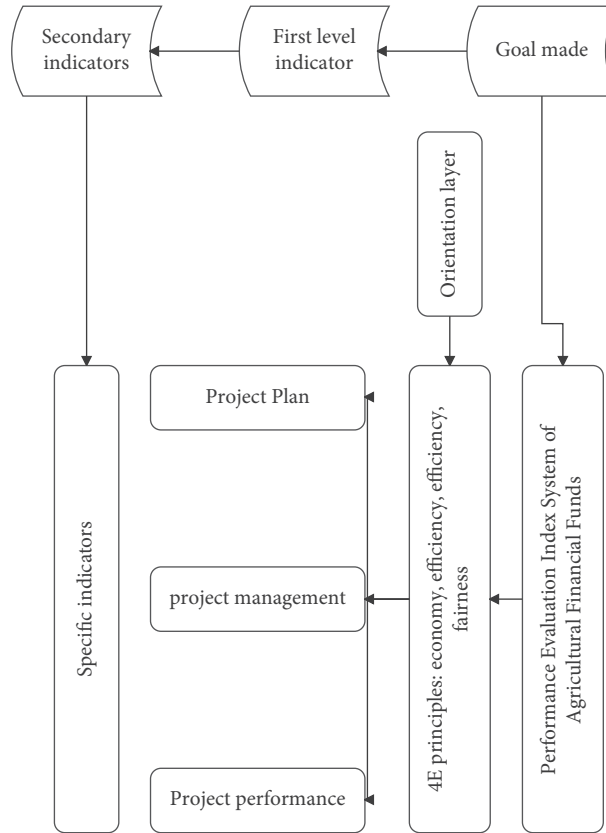 Secondary
indicators
First level
indicator
Goal made
Orientation layer
Specific indicators
Project Plan
project management
Project performance
4E principles: economy, efficiency, efficiency,
fairness
Performance Evaluation Index System of
Agricultural Financial Funds